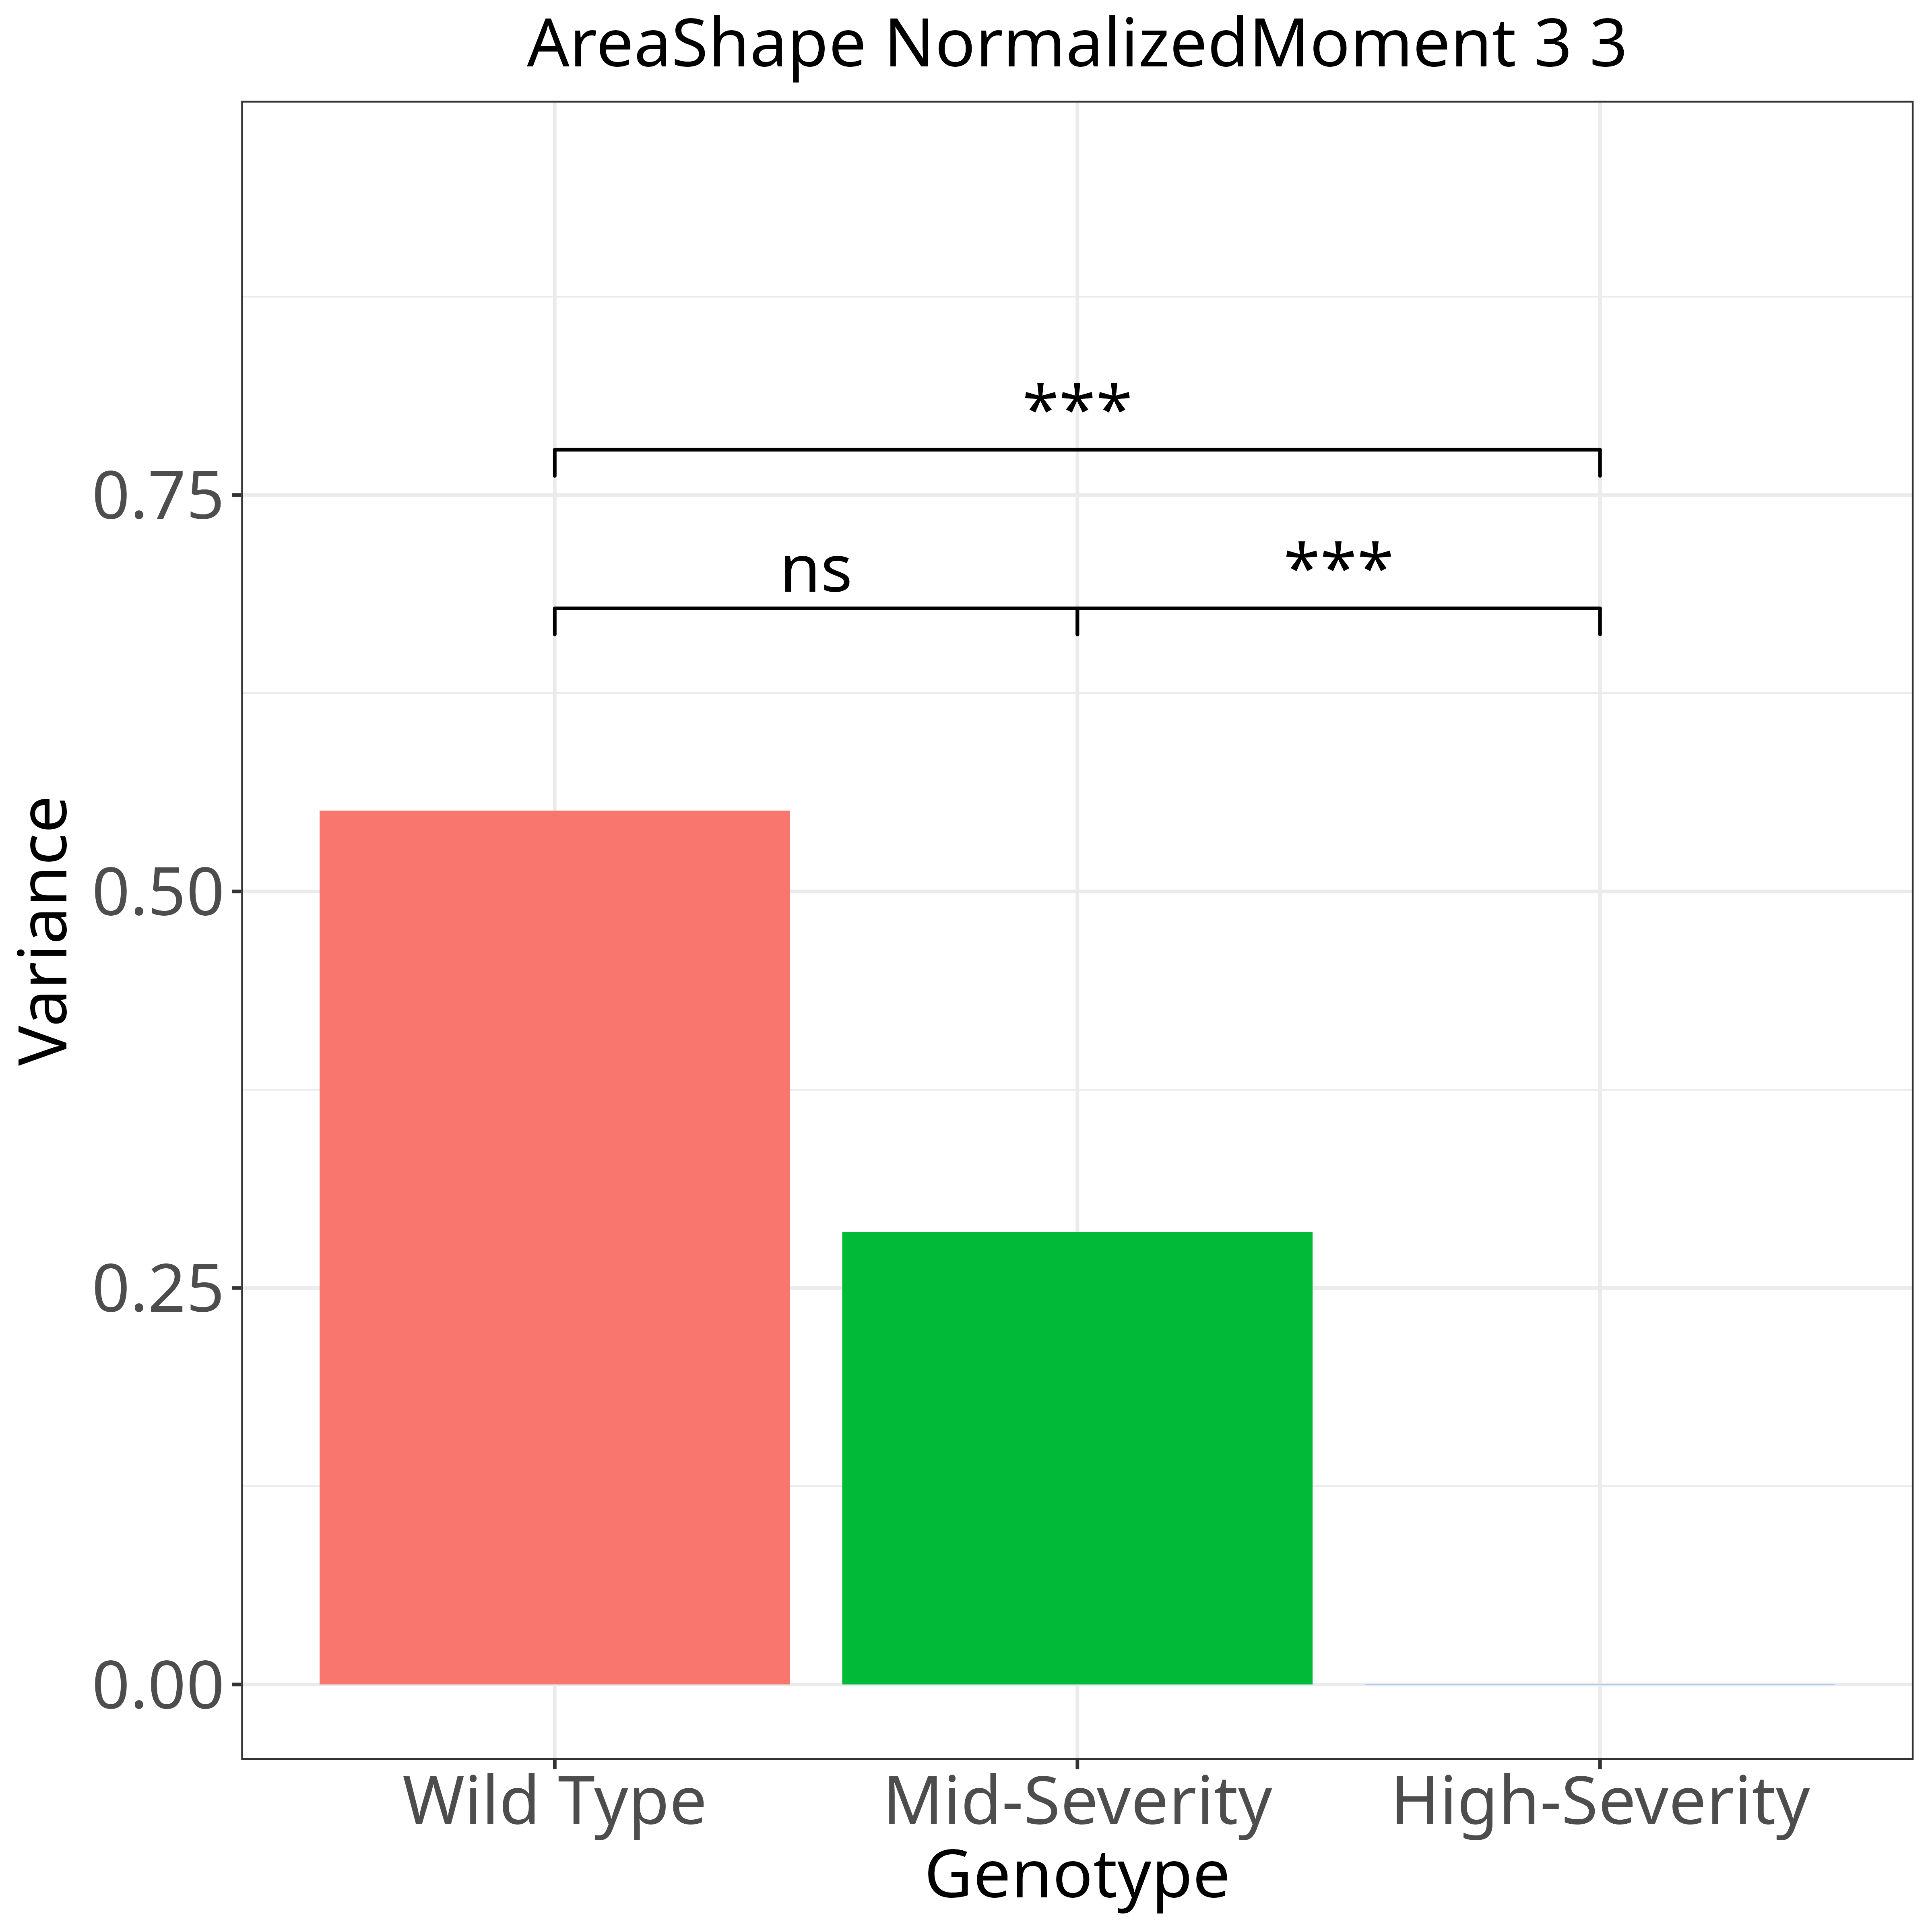 AreaShape NormalizedMoment 3 3
***
0.75
ns
***
Variance
0.50
0.25
0.00
Wild Type
Mid-Severity
High-Severity
Genotype